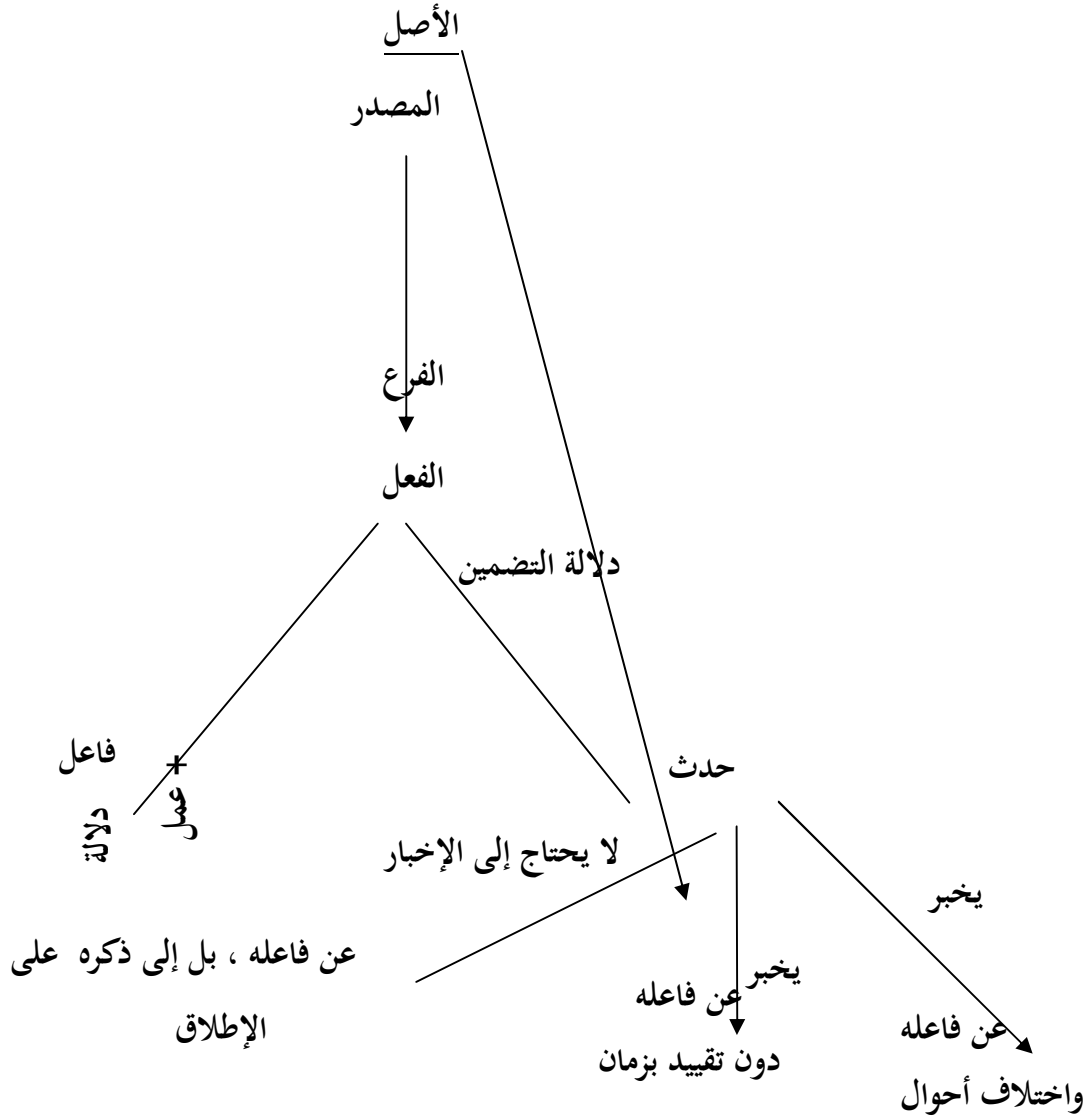 الأصل
المصدر
الفرع
الفعل
دلالة التضمين
حدث
فاعل
دلالة
+ عمل
لا يحتاج إلى الإخبار
عن فاعله ، بل إلى ذكره على
الإطلاق
يخبر
عن فاعله
دون تقييد بزمان
يخبر
عن فاعله
واختلاف أحوال